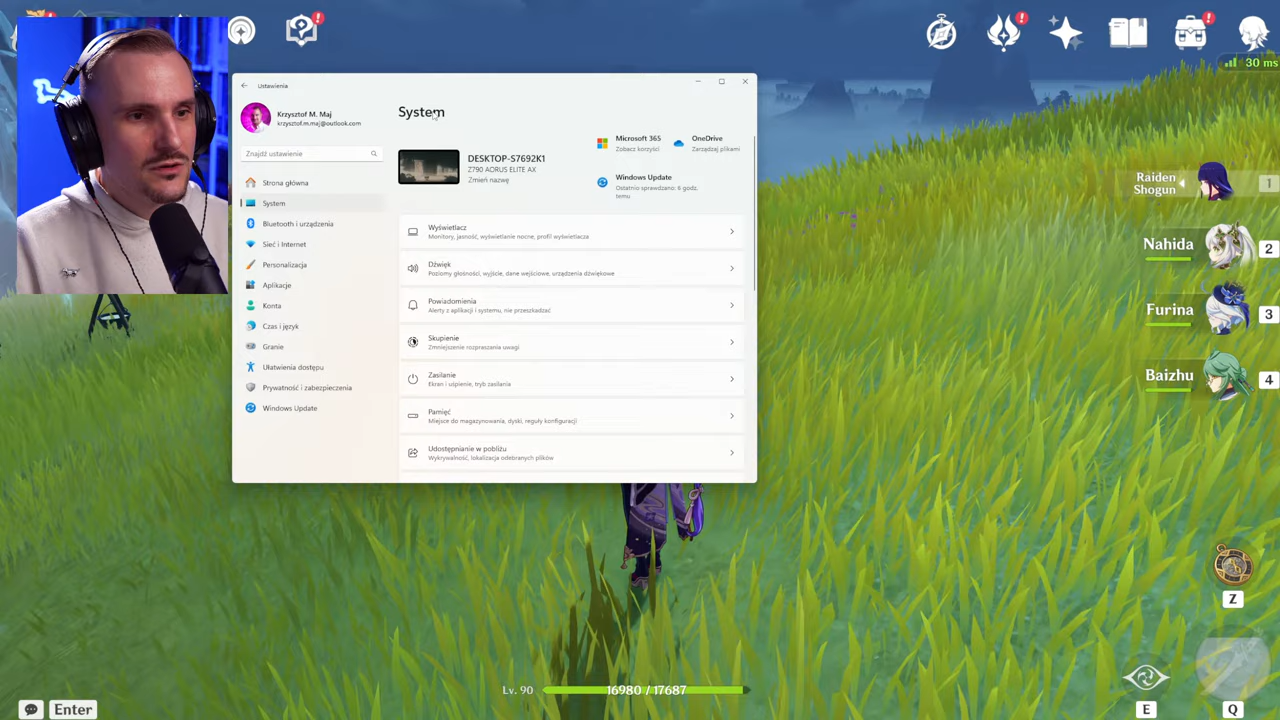 Ustawienia
Krzysztof M. Maj
krzysztof.m.maj@outlook.com
Znajdź ustawienie
Strona główna
System
Bluetooth i urządzenia
Sieć i Internet
Personalizacja
Aplikacje
Konta
Czas i język
Granie
Ułatwienia dostępu
Prywatność i zabezpieczenia
Windows Update
System
DESKTOP-S7692K1
Z790 AORUS ELITE AX
Zmień nazwę
Microsoft 365
Zobacz korzyści
OneDrive
Zarządzaj plikami
Windows Update
Ostatnio sprawdzano: 6 godz.
temu
Wyświetlacz
Monitory, jasność, wyświetlanie nocne, profil wyświetlacza
Dźwięk
Poziomy głośności, wyjście, dane wejściowe, urządzenia dźwiękowe
Powiadomienia
Alerty z aplikacji i systemu, nie przeszkadzać
Skupienie
Zmniejszenie rozpraszania uwagi
Zasilanie
Ekran i uśpienie, tryb zasilania
Pamięć
Miejsce do magazynowania, dyski, reguły konfiguracji
Udostępnianie w pobliżu
Wykrywalność, lokalizacja odebranych plików
30 ms
Raiden
Shogun
1
Nahida
2
Furina
3
Baizhu
4
Z
E
Q
Lv. 90
16980 / 17687
Enter